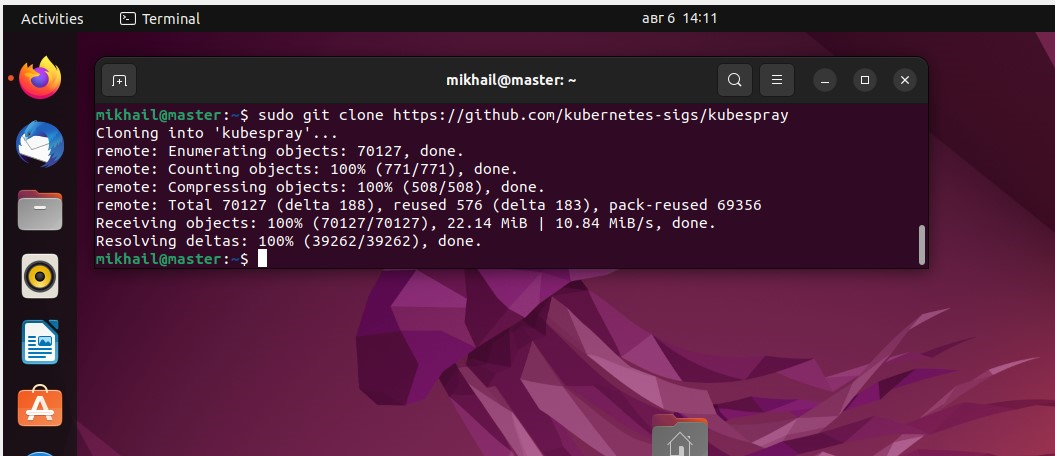 Activities
Terminal
авг 6 14:11
mikhail@master: ~
mikhail@master:~$ sudo git clone https://github.com/kubernetes-sigs/kubespray
Cloning into 'kubespray'...
remote: Enumerating objects: 70127, done.
remote: Counting objects: 100% (771/771), done.
remote: Compressing objects: 100% (508/508), done.
remote: Total 70127 (delta 188), reused 576 (delta 183), pack-reused 69356
Receiving objects: 100% (70127/70127), 22.14 MiB | 10.84 MiB/s, done.
Resolving deltas: 100% (39262/39262), done.
mikhail@master:~$